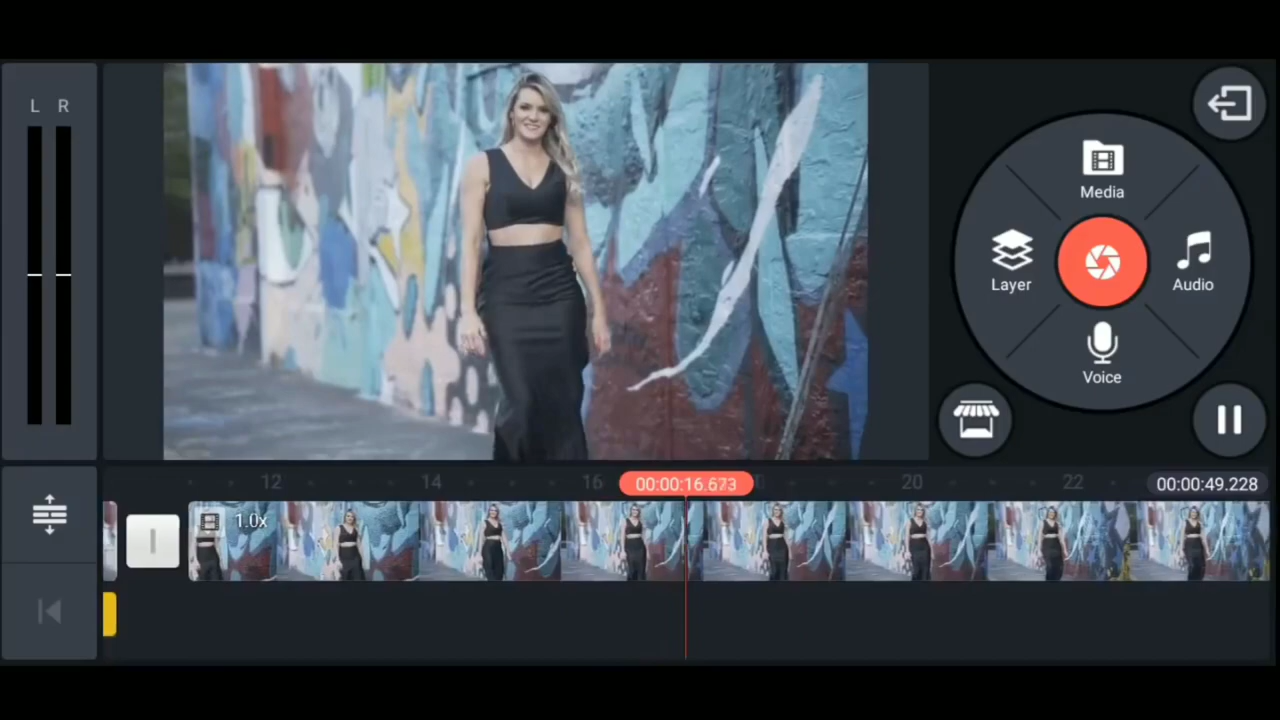 L R
Media
Layer
Audio
Voice
12 14 16 00:00:16.673 20 22 00:00:49.228
1.0x